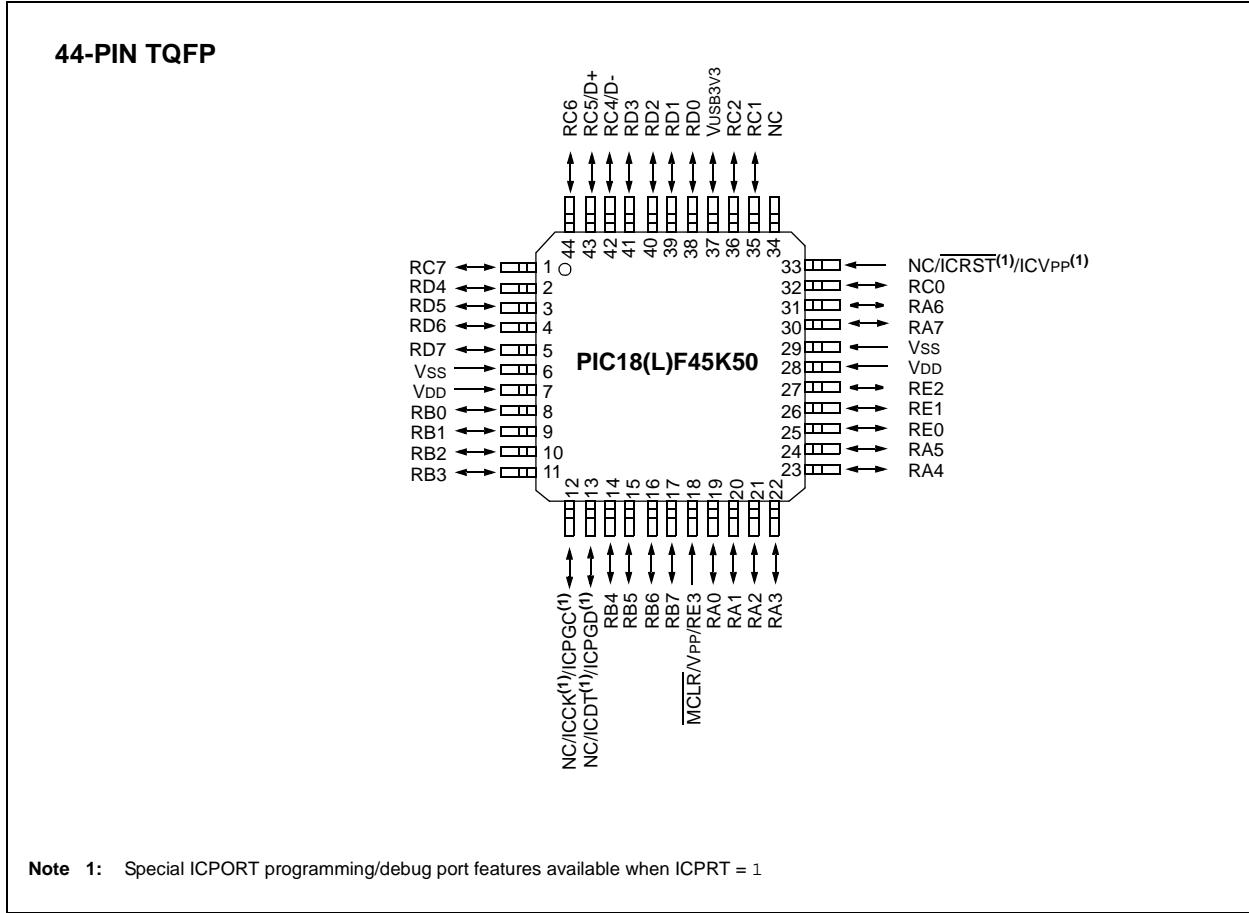 44-PIN TQFP
RC6
RC5/D+
RC4/D-
RD3
RD2
RD1
RD0
VUSB3V3
RC2
RC1
NC
44
43
42
41
40
39
38
37
36
35
34
RC7 1
RD4 2
RD5 3
RD6 4
RD7 5
VSS 6
VDD 7
RB0 8
RB1 9
RB2 10
RB3 11
PIC18(L)F45K50
33 NC/ICRST(1)/ICVPP(1)
32 RC0
31 RA6
30 RA7
29 VSS
28 VDD
27 RE2
26 RE1
25 RE0
24 RA5
23 RA4
12
13
14
15
16
17
18
19
20
21
22
NC/ICCK(1)/ICPGC(1)
NC/ICDT(1)/ICPGD(1)
RB4
RB5
RB6
RB7
MCLR/VPP/RE3
RA0
RA1
RA2
RA3
Note 1: Special ICPORT programming/debug port features available when ICPRT = 1